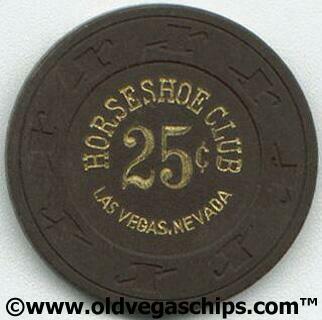 HORSESHOE CLUB
25¢
LAS VEGAS, NEVADA
©www.oldvegaschips.com™